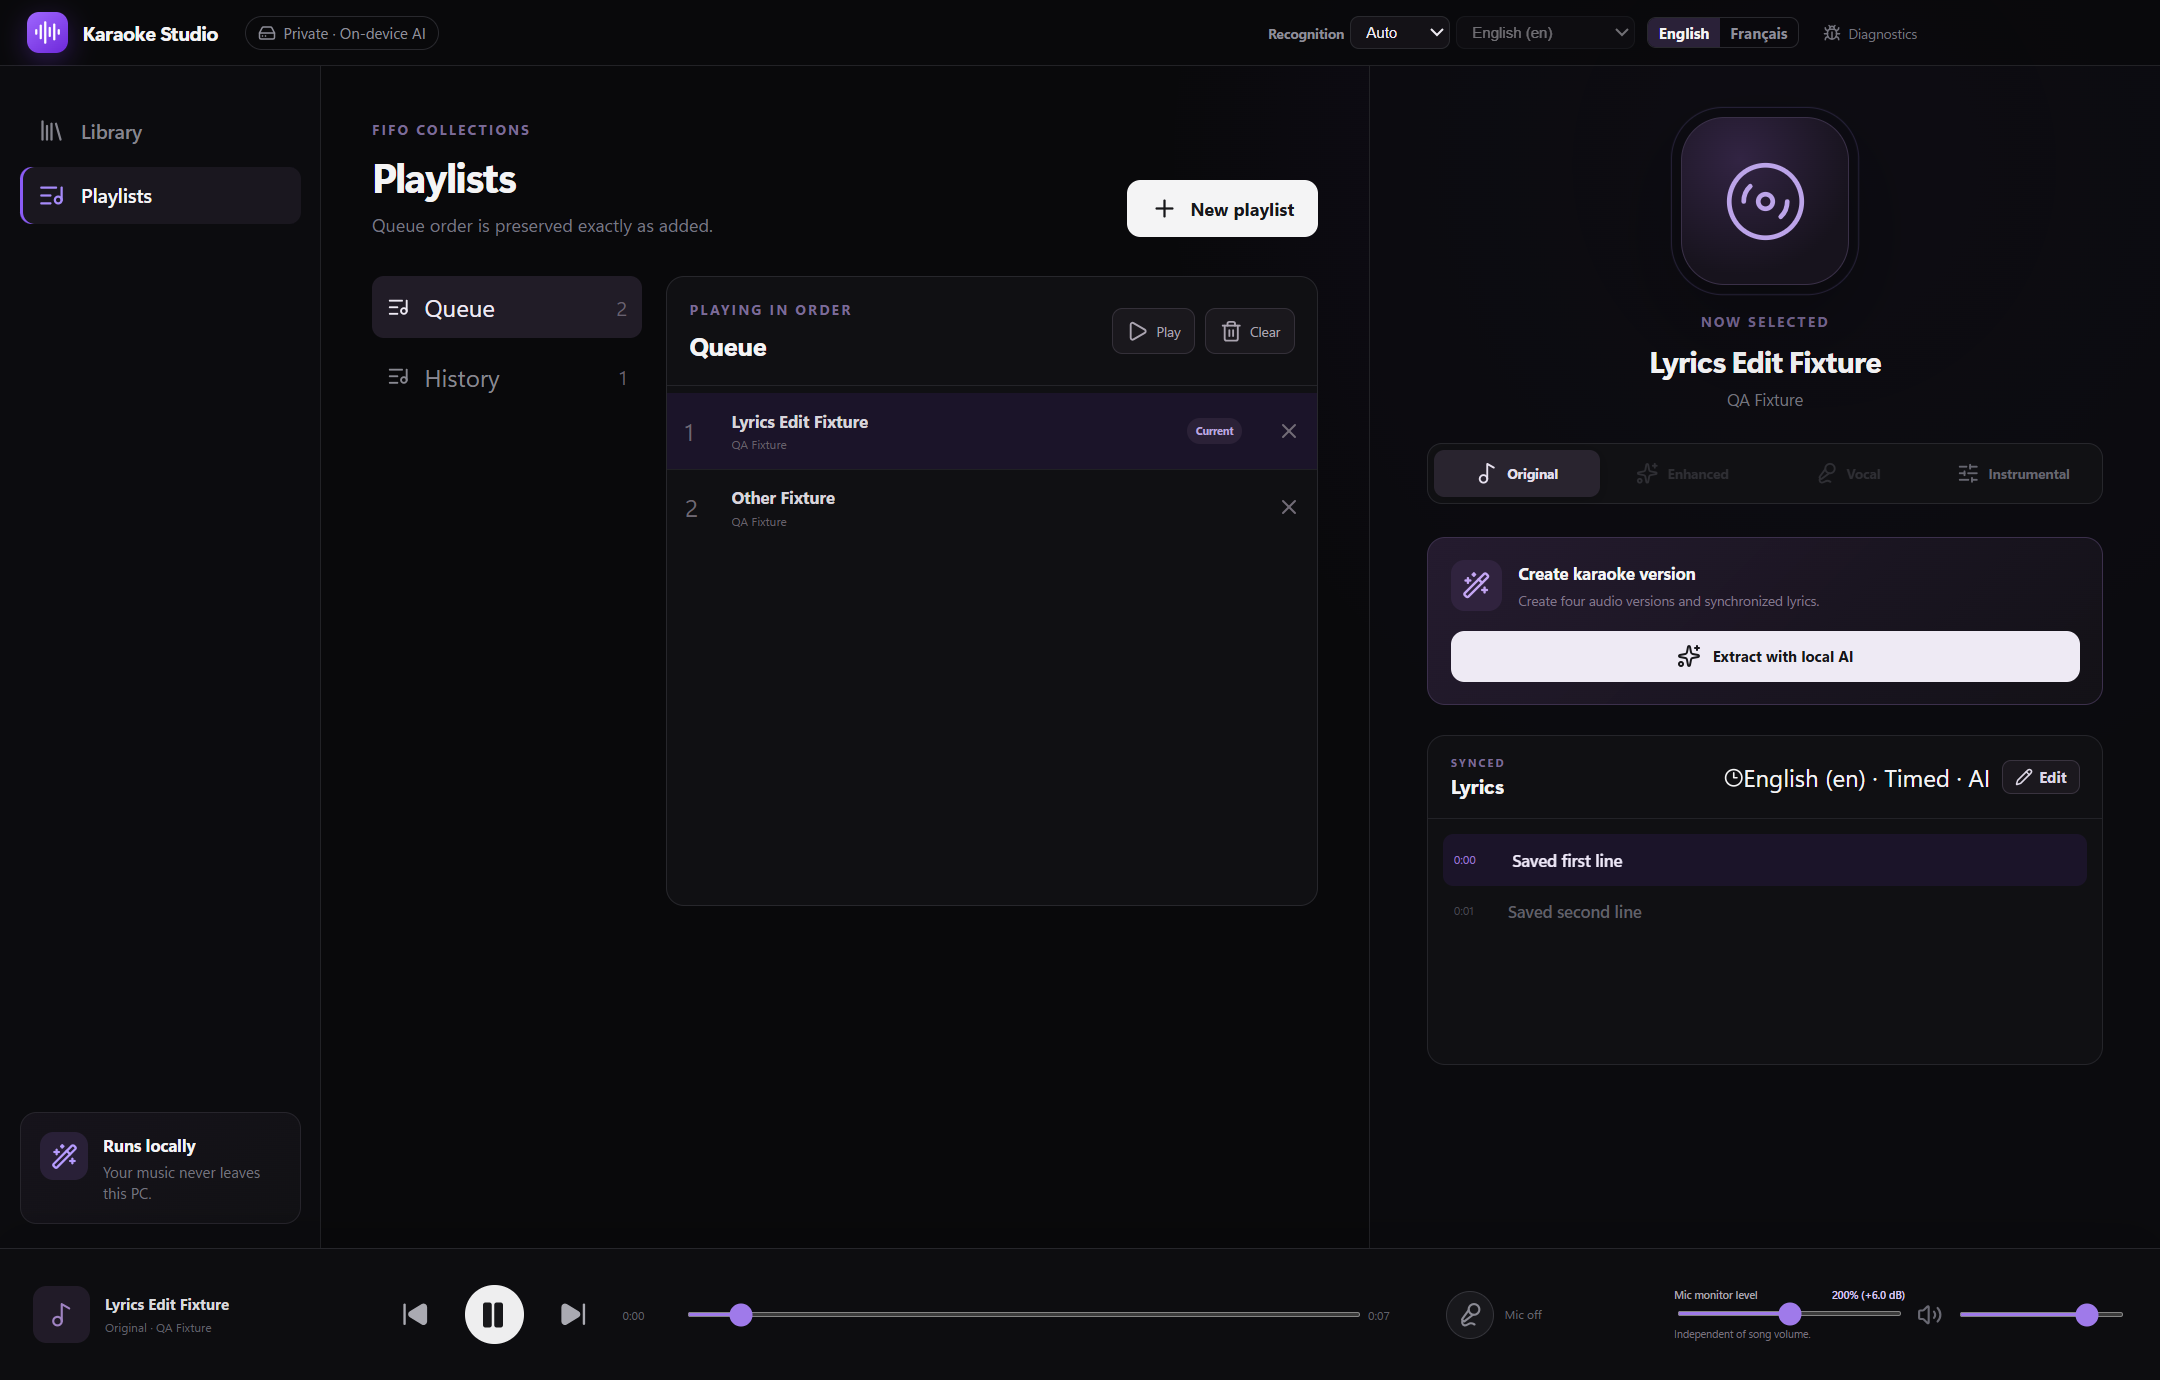 Karaoke Studio
Private · On-device AI
Recognition
Auto
English (en)
English
Français
Diagnostics
Library
Playlists
FIFO COLLECTIONS
Playlists
Queue order is preserved exactly as added.
New playlist
Queue
2
History
1
PLAYING IN ORDER
Queue
Play
Clear
1
Lyrics Edit Fixture
QA Fixture
Current
2
Other Fixture
QA Fixture
NOW SELECTED
Lyrics Edit Fixture
QA Fixture
Original
Enhanced
Vocal
Instrumental
Create karaoke version
Create four audio versions and synchronized lyrics.
Extract with local AI
SYNCED
Lyrics
English (en) · Timed · AI
Edit
0:00
Saved first line
0:01
Saved second line
Runs locally
Your music never leaves
this PC.
Lyrics Edit Fixture
Original · QA Fixture
0:00
0:07
Mic off
Mic monitor level
200% (+6.0 dB)
Independent of song volume.